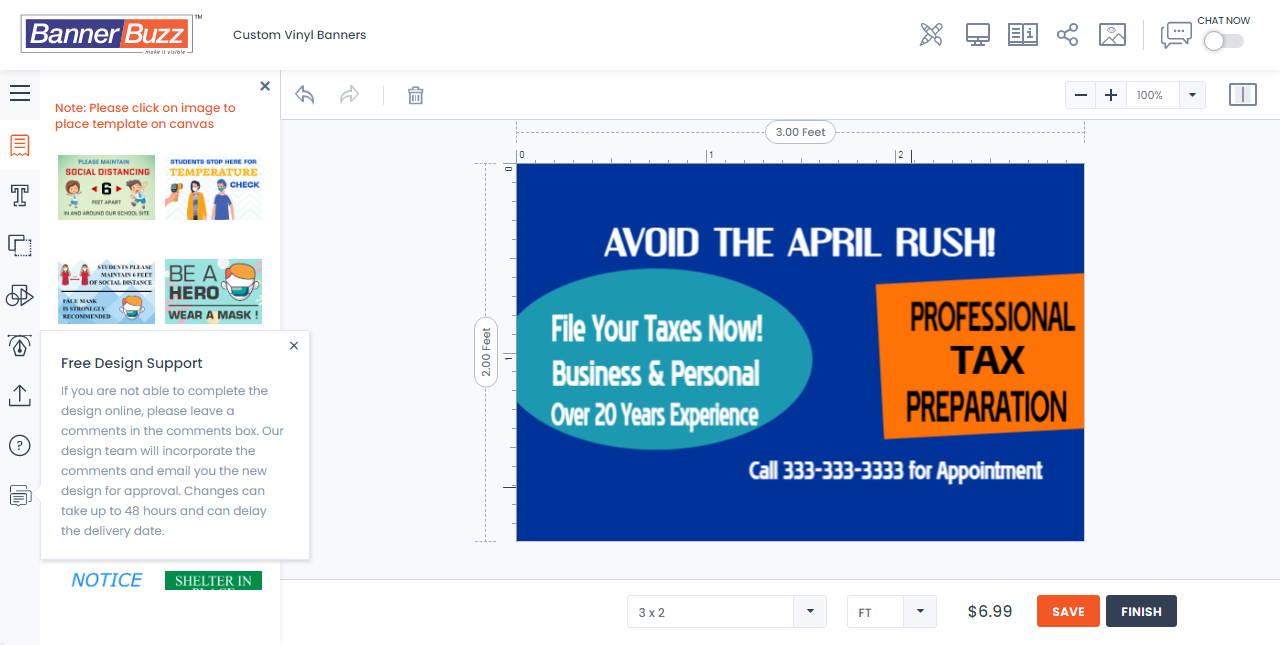 BannerBuzz™
make it visible
Custom Vinyl Banners
CHAT NOW
Note: Please click on image to
place template on canvas
100%
3.00 Feet
0 1 2
0
1
2.00 Feet
PLEASE MAINTAIN
SOCIAL DISTANCING
6
FEET APART
IN AND AROUND OUR SCHOOL SITE
STUDENTS STOP HERE FOR
TEMPERATURE
CHECK
STUDENTS PLEASE
MAINTAIN 6 FEET
OF SOCIAL DISTANCE
FACE MASK
IS STRONLGLY
RECOMMENDED
BE A
HERO
WEAR A MASK !
Free Design Support
If you are not able to complete the
design online, please leave a
comments in the comments box. Our
design team will incorporate the
comments and email you the new
design for approval. Changes can
take up to 48 hours and can delay
the delivery date.
NOTICE
SHELTER IN
PLACE
AVOID THE APRIL RUSH!
File Your Taxes Now!
Business & Personal
Over 20 Years Experience
PROFESSIONAL
TAX
PREPARATION
Call 333-333-3333 for Appointment
3 x 2
FT
$6.99
SAVE
FINISH